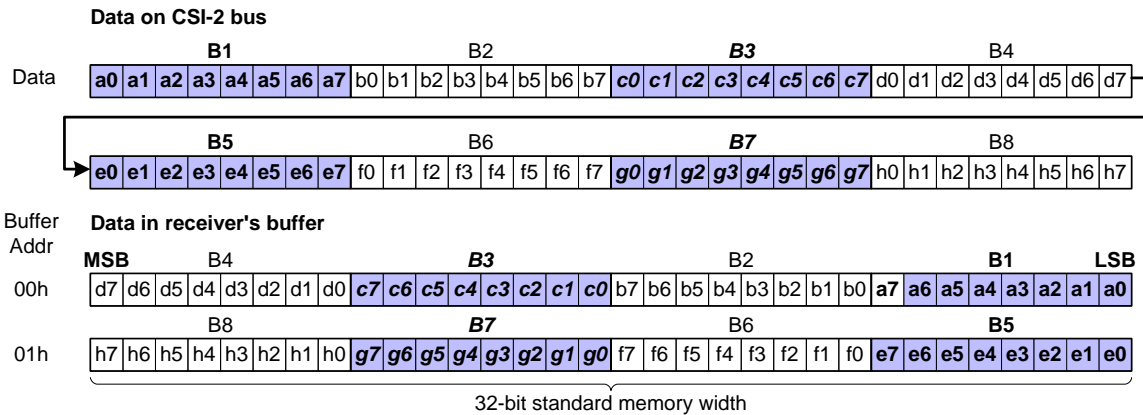 Data on CSI-2 bus
B1 B2 B3 B4
Data a0 a1 a2 a3 a4 a5 a6 a7 b0 b1 b2 b3 b4 b5 b6 b7 c0 c1 c2 c3 c4 c5 c6 c7 d0 d1 d2 d3 d4 d5 d6 d7
B5 B6 B7 B8
e0 e1 e2 e3 e4 e5 e6 e7 f0 f1 f2 f3 f4 f5 f6 f7 g0 g1 g2 g3 g4 g5 g6 g7 h0 h1 h2 h3 h4 h5 h6 h7
Buffer Addr
Data in receiver's buffer
MSB B4 B3 B2 B1 LSB
00h d7 d6 d5 d4 d3 d2 d1 d0 c7 c6 c5 c4 c3 c2 c1 c0 b7 b6 b5 b4 b3 b2 b1 b0 a7 a6 a5 a4 a3 a2 a1 a0
B8 B7 B6 B5
01h h7 h6 h5 h4 h3 h2 h1 h0 g7 g6 g5 g4 g3 g2 g1 g0 f7 f6 f5 f4 f3 f2 f1 f0 e7 e6 e5 e4 e3 e2 e1 e0
32-bit standard memory width